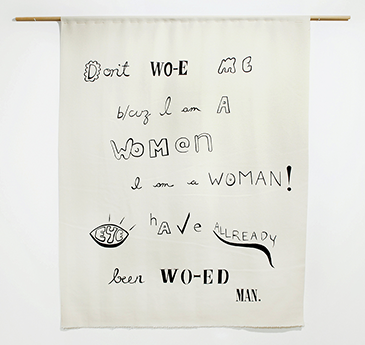 Don't WO-E ME
b/cuz I am A
WOM@N
I am a WOMAN!
EYE hAVe ALLREADY
been WO-ED
MAN.